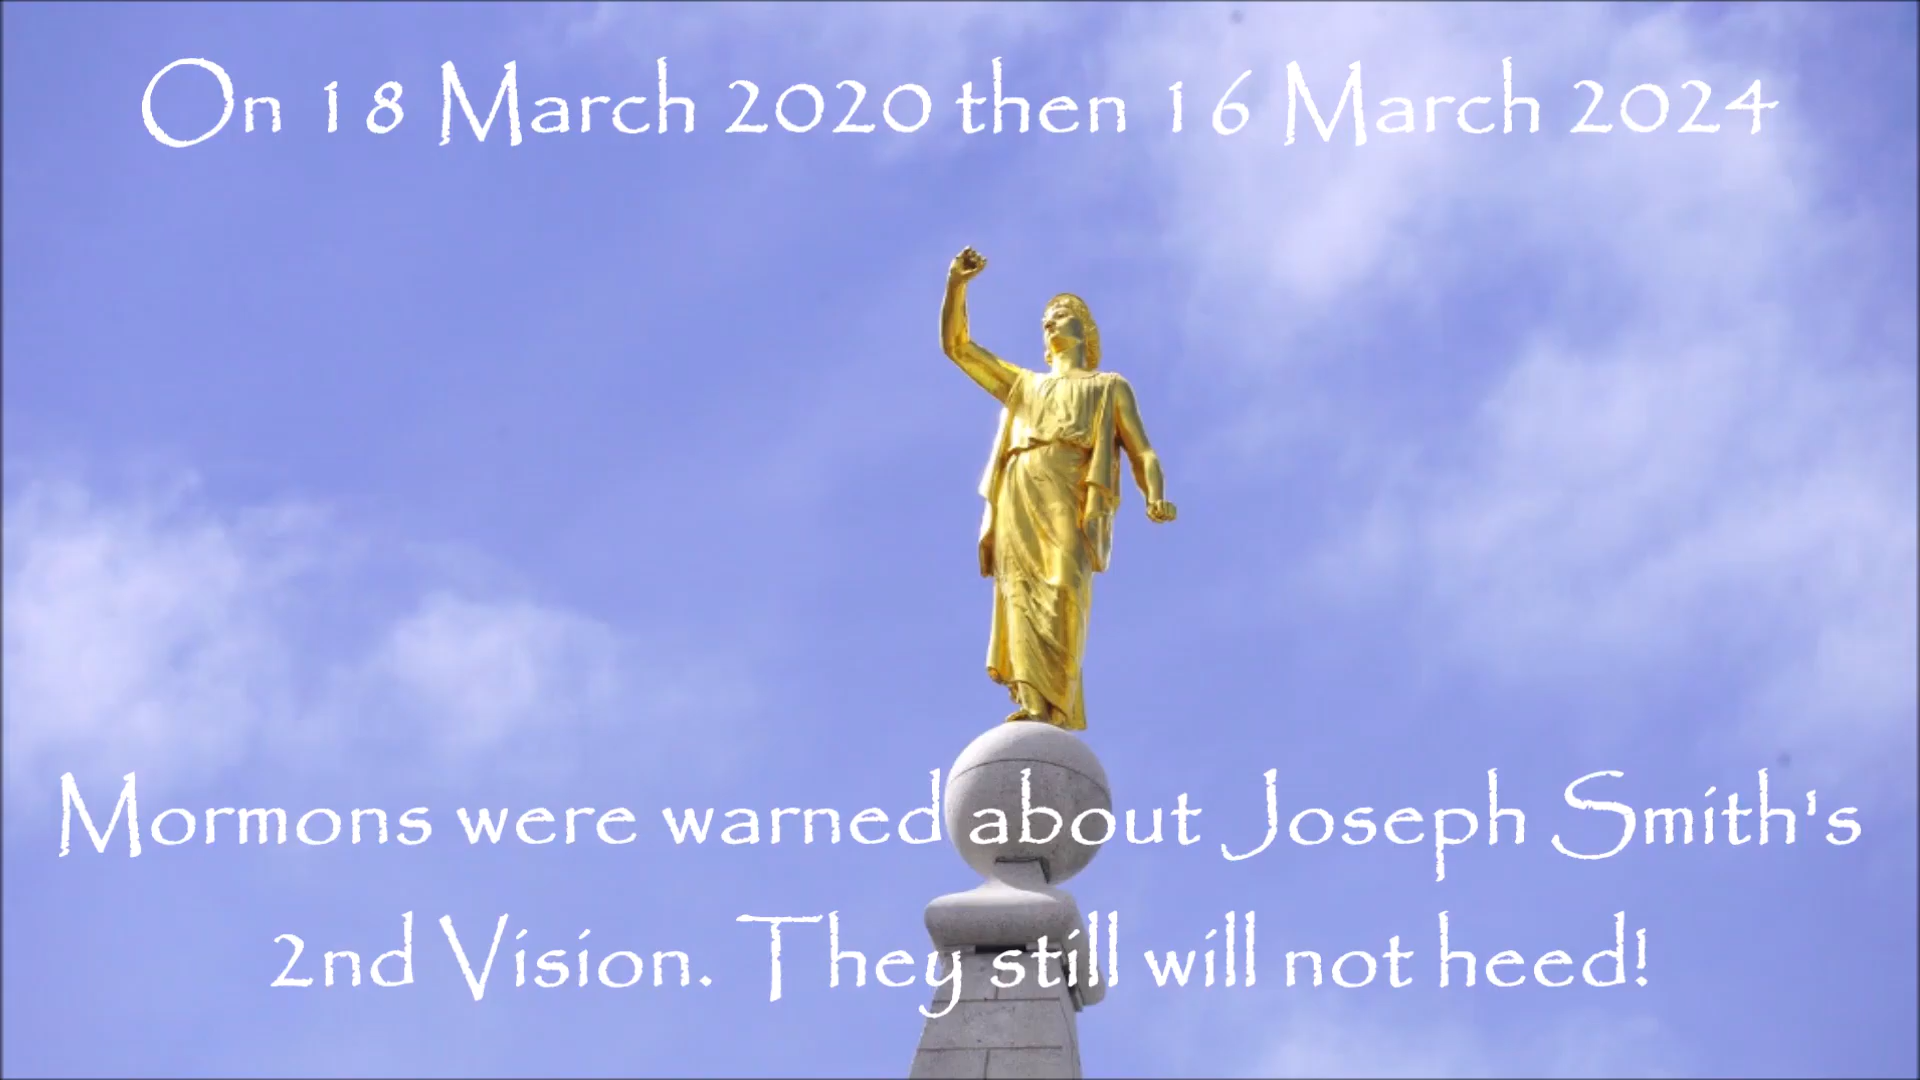 On 18 March 2020 then 16 March 2024
Mormons were warned about Joseph Smith's
2nd Vision. They still will not heed!